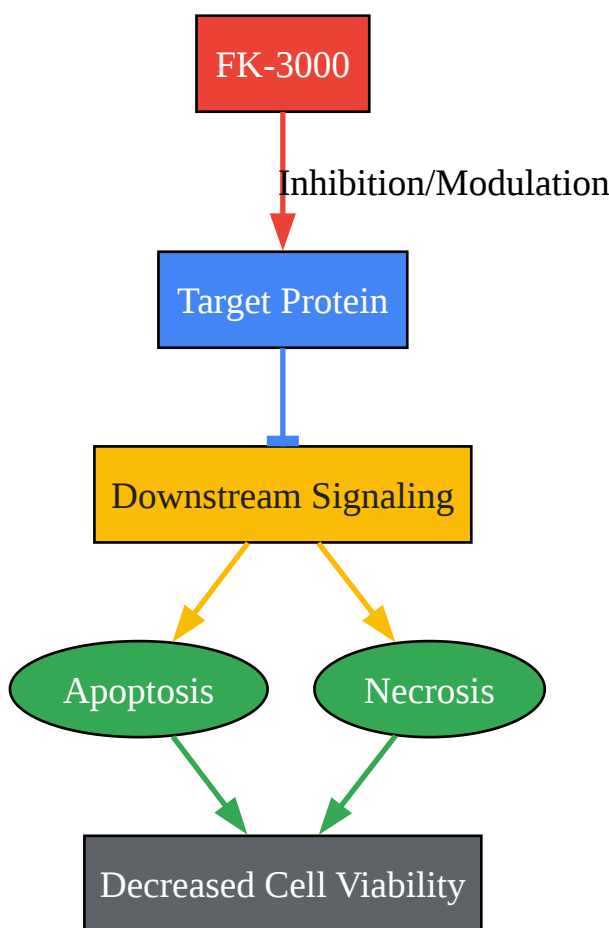 FK-3000
Inhibition/Modulation
Target Protein
Downstream Signaling
Apoptosis
Necrosis
Decreased Cell Viability